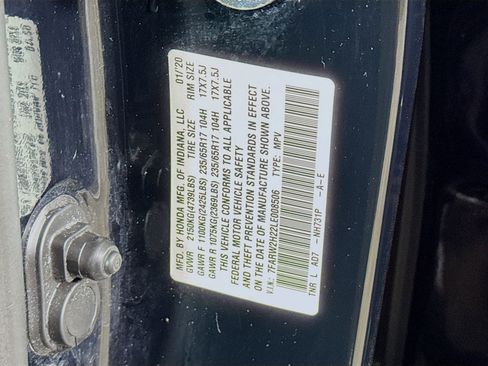 MFD. BY HONDA MFG. OF INDIANA, LLC 01/'20
GVWR 2150KG(4739LBS) TIRE SIZE RIM SIZE
GAWR F 1100KG(2425LBS) 235/65R17 104H 17X7.5J
GAWR R 1075KG(2369LBS) 235/65R17 104H 17X7.5J
THIS VEHICLE CONFORMS TO ALL APPLICABLE
FEDERAL MOTOR VEHICLE SAFETY
AND THEFT PREVENTION STANDARDS IN EFFECT
ON THE DATE OF MANUFACTURE SHOWN ABOVE.
V.I.N: 7FARW2H22LE008506 TYPE: MPV
TNR L AD7 -NH731P -A-E